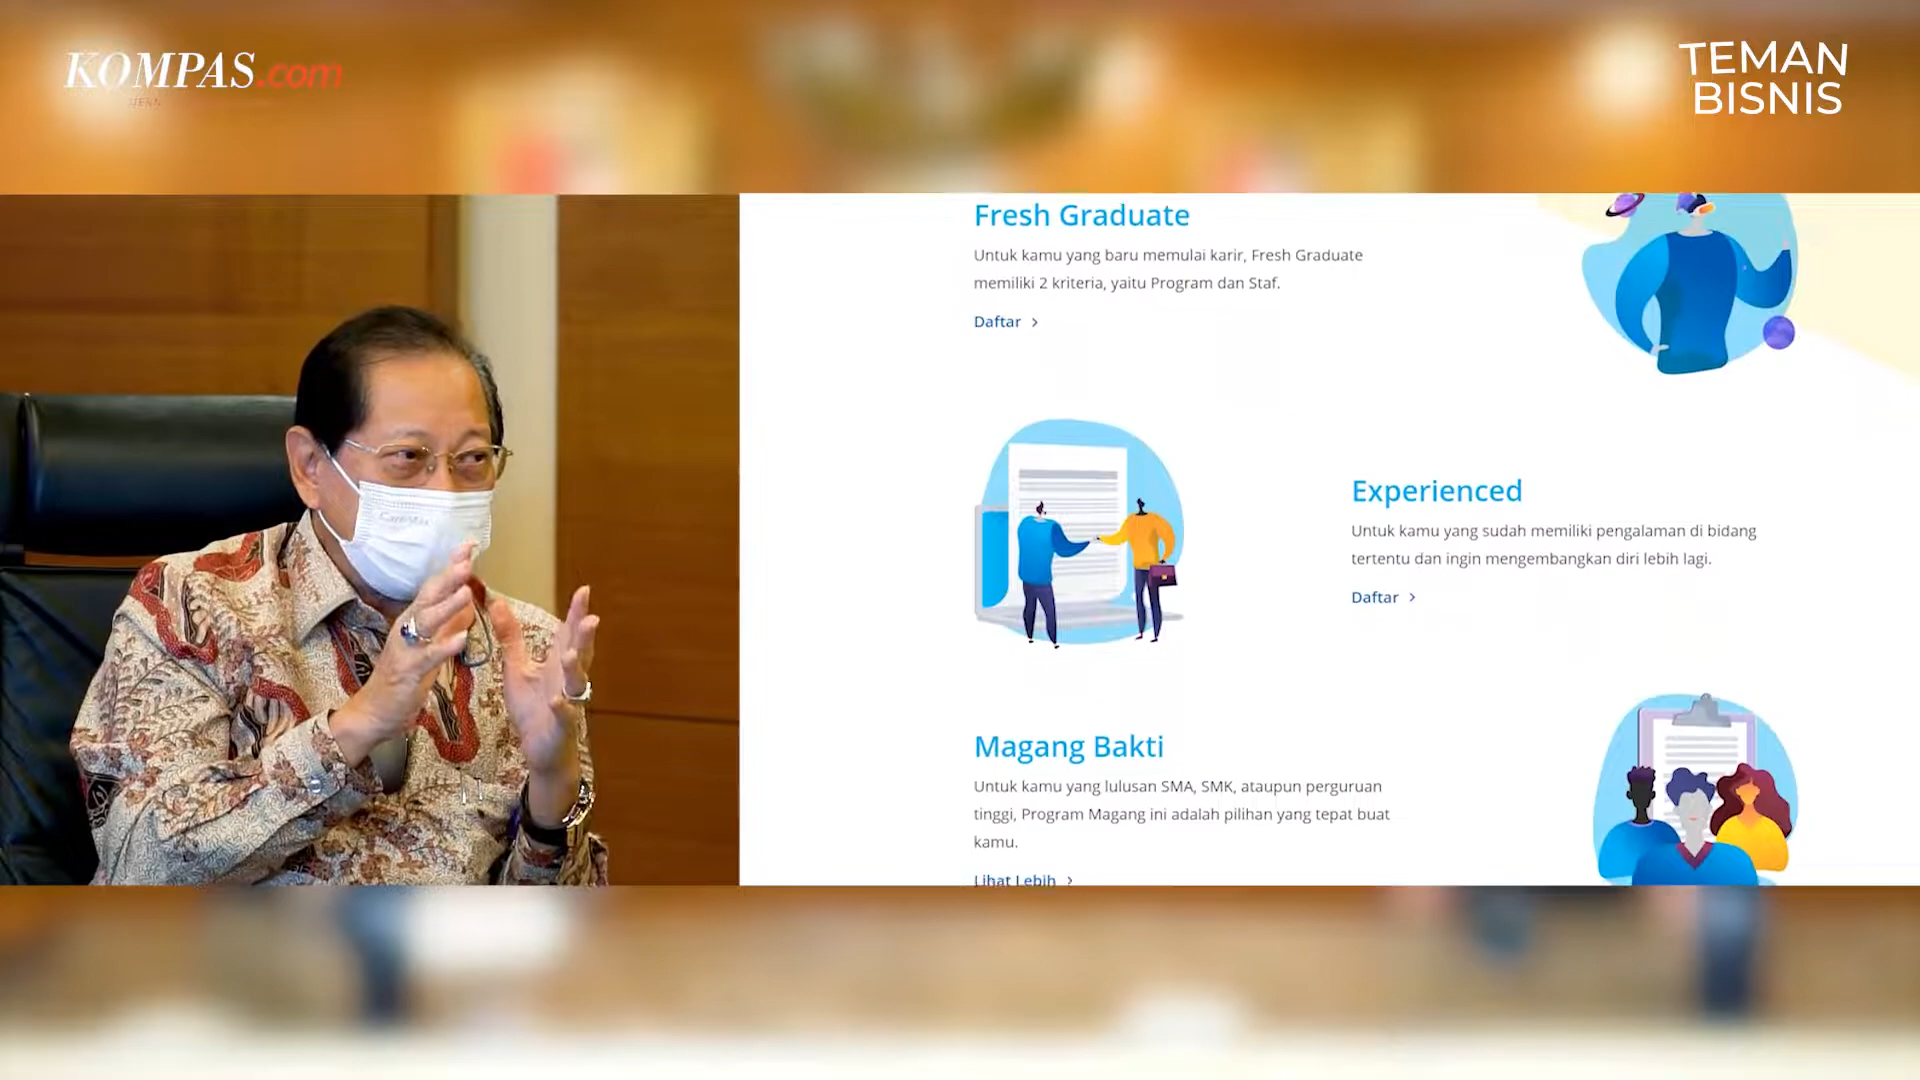 KOMPAS.com
TEMAN
BISNIS
Fresh Graduate
Untuk kamu yang baru memulai karir, Fresh Graduate
memiliki 2 kriteria, yaitu Program dan Staf.
Daftar >
Experienced
Untuk kamu yang sudah memiliki pengalaman di bidang
tertentu dan ingin mengembangkan diri lebih lagi.
Daftar >
Magang Bakti
Untuk kamu yang lulusan SMA, SMK, ataupun perguruan
tinggi, Program Magang ini adalah pilihan yang tepat buat
kamu.
Lihat Lebih >